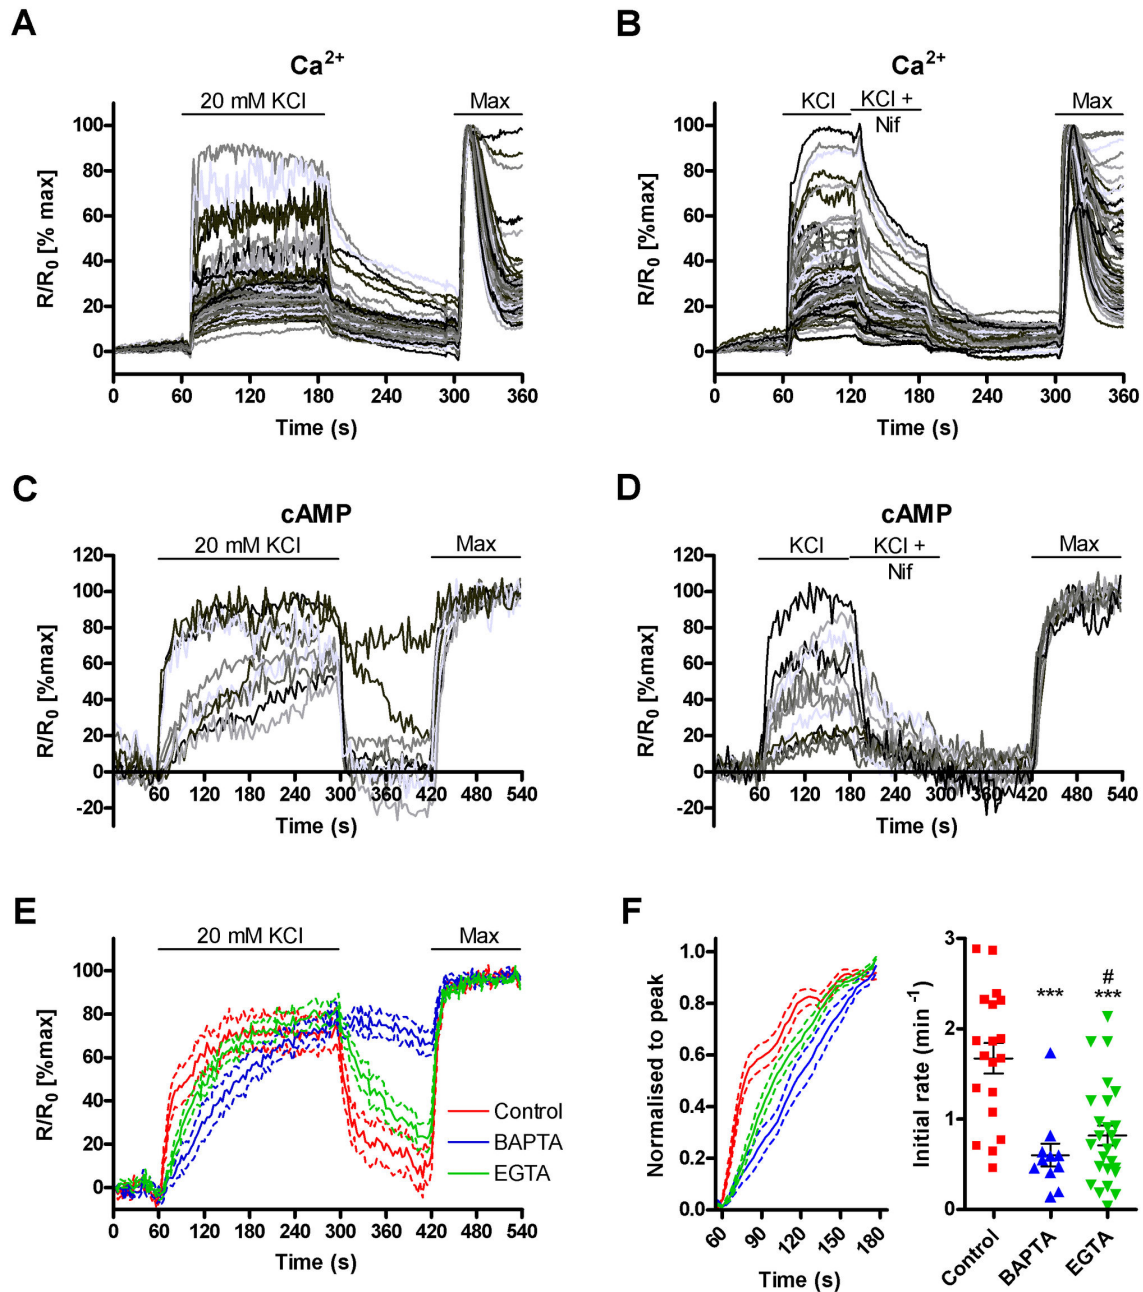 A
Ca2+
20 mM KCl
Max
R/R0 [% max]
100
80
60
40
20
0
0 60 120 180 240 300 360
Time (s)
B
Ca2+
KCl
KCl +
Nif
Max
R/R0 [%max]
100
80
60
40
20
0
0 60 120 180 240 300 360
Time (s)
C
cAMP
20 mM KCl
Max
R/R0 [%max]
120
100
80
60
40
20
0
-20
60 120 180 240 300 360 420 480 540
Time (s)
D
cAMP
KCl
KCl +
Nif
Max
R/R0 [%max]
120
100
80
60
40
20
0
-20
60 120 180 240 300 360 420 480 540
Time (s)
E
20 mM KCl
Max
R/R0 [%max]
100
80
60
40
20
0
Control
BAPTA
EGTA
0 60 120 180 240 300 360 420 480 540
Time (s)
F
Normalised to peak
1.0
0.8
0.6
0.4
0.2
0.0
60 90 120 150 180
Time (s)
Initial rate (min-1)
3
2
1
0
***
#
***
Control BAPTA EGTA